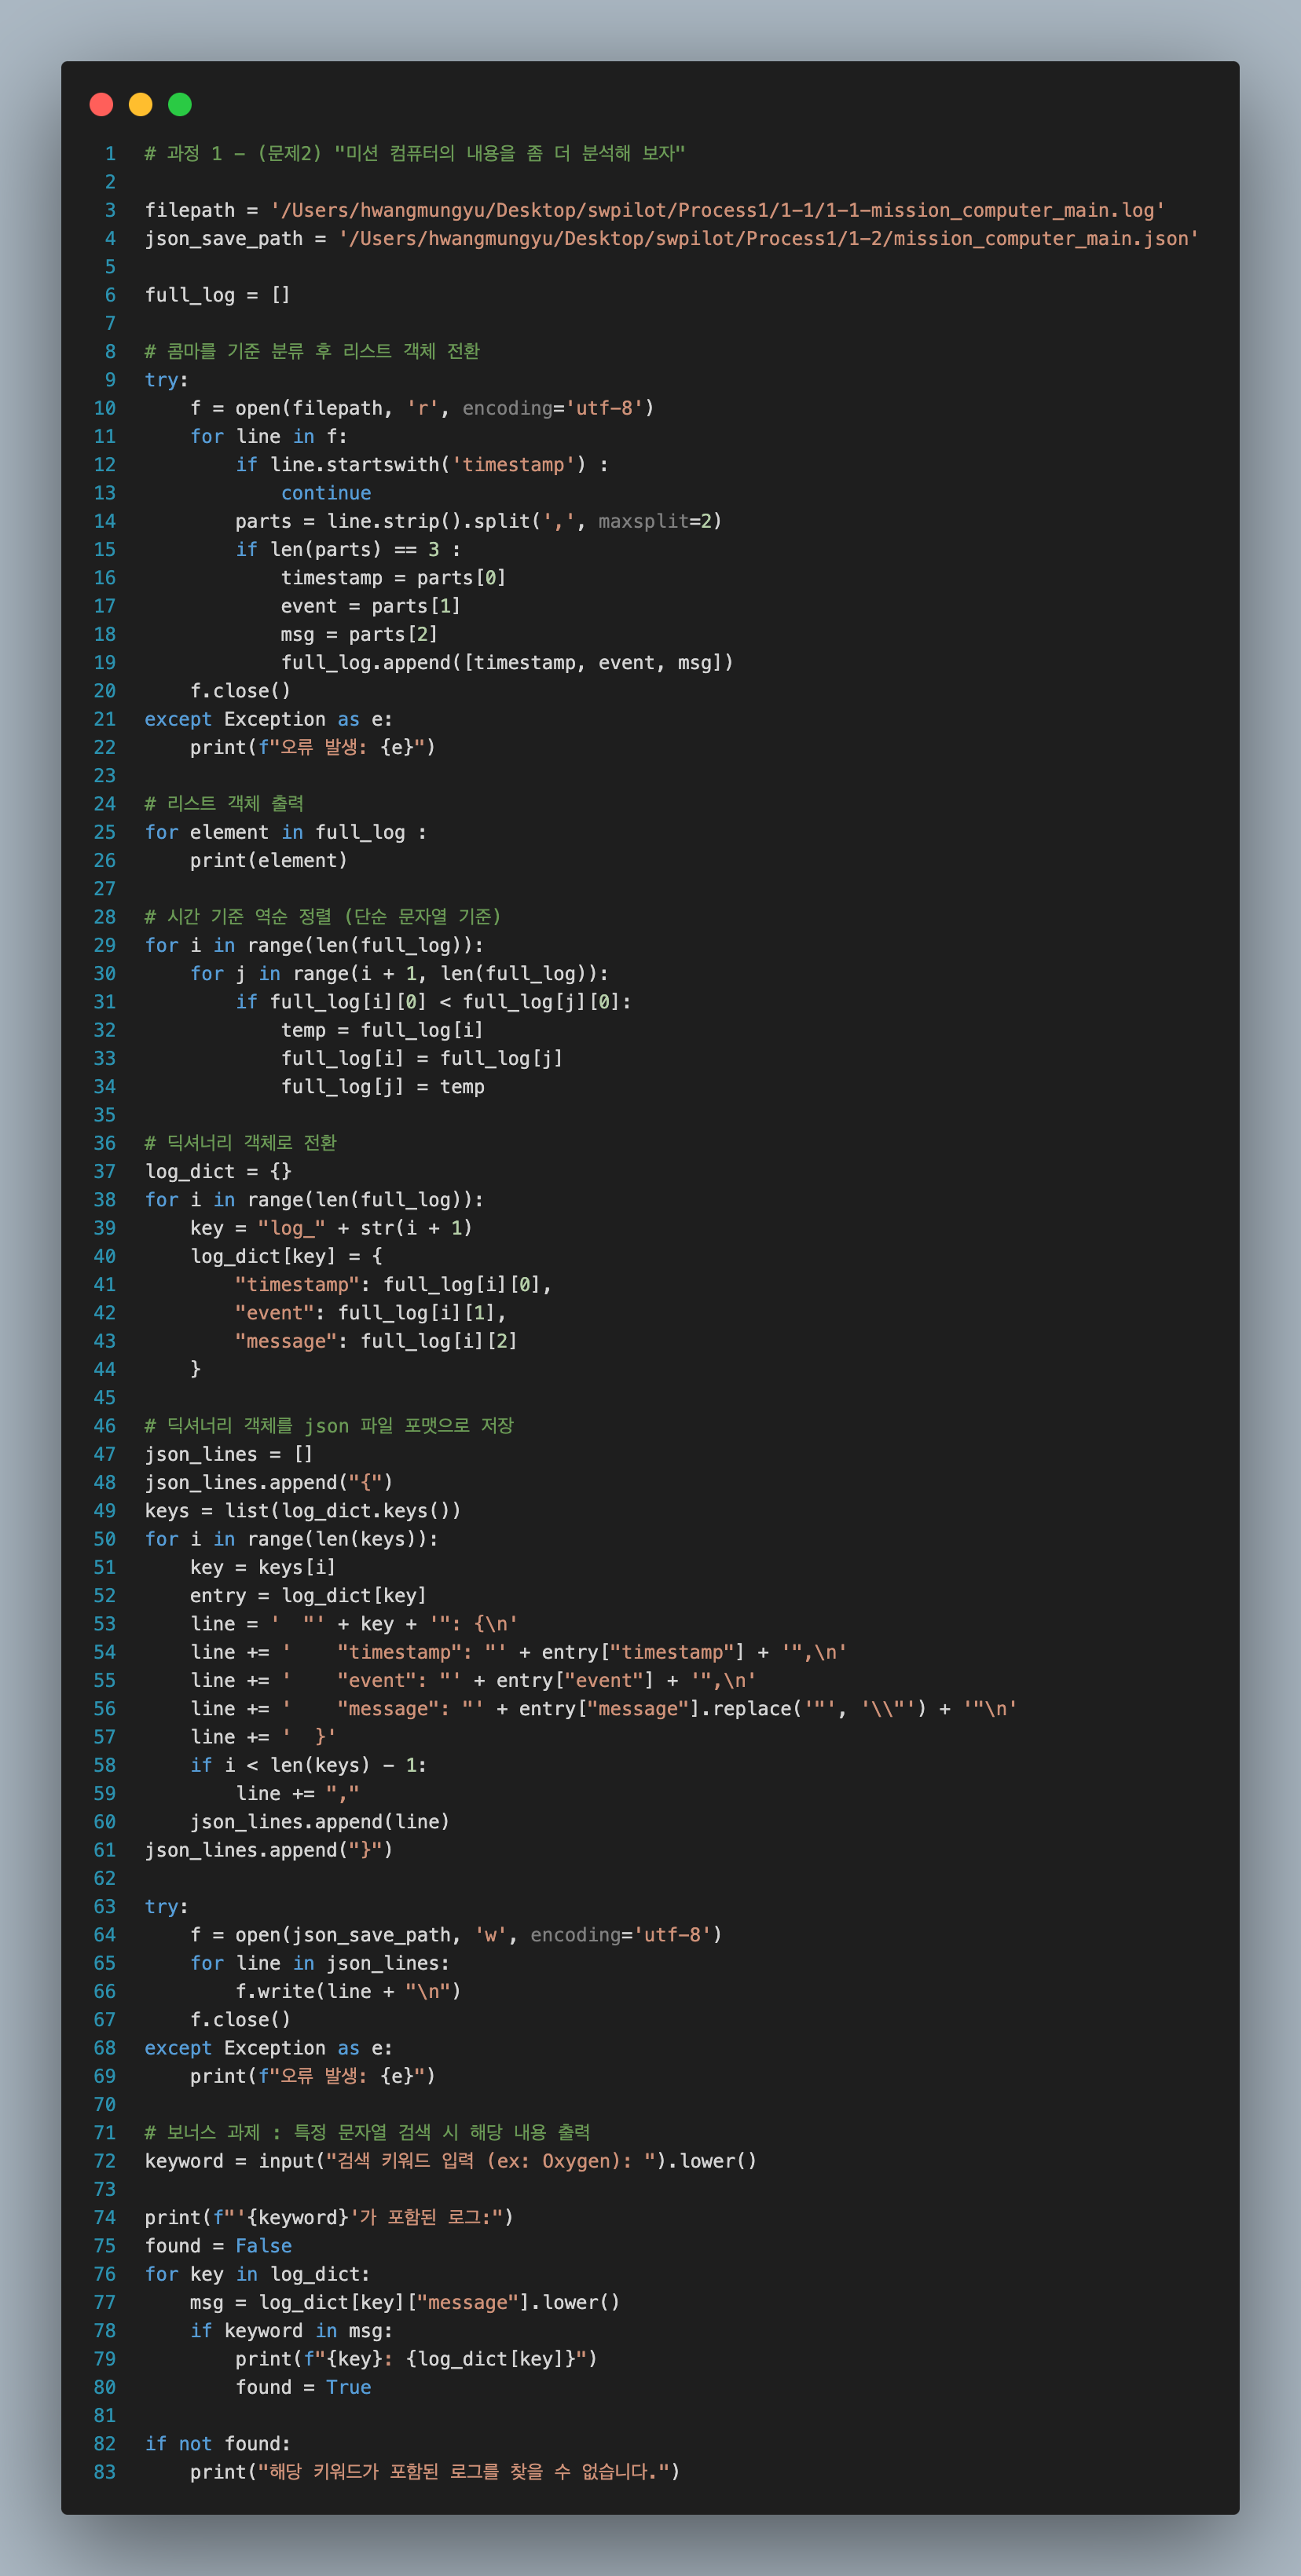 1 # 과정 1 - (문제2) "미션 컴퓨터의 내용을 좀 더 분석해 보자"
2
3 filepath = '/Users/hwangmungyu/Desktop/swpilot/Process1/1-1/1-1-mission_computer_main.log'
4 json_save_path = '/Users/hwangmungyu/Desktop/swpilot/Process1/1-2/mission_computer_main.json'
5
6 full_log = []
7
8 # 콤마를 기준 분류 후 리스트 객체 전환
9 try:
10     f = open(filepath, 'r', encoding='utf-8')
11     for line in f:
12         if line.startswith('timestamp') :
13             continue
14         parts = line.strip().split(',', maxsplit=2)
15         if len(parts) == 3 :
16             timestamp = parts[0]
17             event = parts[1]
18             msg = parts[2]
19             full_log.append([timestamp, event, msg])
20     f.close()
21 except Exception as e:
22     print(f"오류 발생: {e}")
23
24 # 리스트 객체 출력
25 for element in full_log :
26     print(element)
27
28 # 시간 기준 역순 정렬 (단순 문자열 기준)
29 for i in range(len(full_log)):
30     for j in range(i + 1, len(full_log)):
31         if full_log[i][0] < full_log[j][0]:
32             temp = full_log[i]
33             full_log[i] = full_log[j]
34             full_log[j] = temp
35
36 # 딕셔너리 객체로 전환
37 log_dict = {}
38 for i in range(len(full_log)):
39     key = "log_" + str(i + 1)
40     log_dict[key] = {
41         "timestamp": full_log[i][0],
42         "event": full_log[i][1],
43         "message": full_log[i][2]
44     }
45
46 # 딕셔너리 객체를 json 파일 포맷으로 저장
47 json_lines = []
48 json_lines.append("{")
49 keys = list(log_dict.keys())
50 for i in range(len(keys)):
51     key = keys[i]
52     entry = log_dict[key]
53     line = '  "' + key + '": {\n'
54     line += '    "timestamp": "' + entry["timestamp"] + '",\n'
55     line += '    "event": "' + entry["event"] + '",\n'
56     line += '    "message": "' + entry["message"].replace('"', '\\"') + '"\n'
57     line += '  }'
58     if i < len(keys) - 1:
59         line += ","
60     json_lines.append(line)
61 json_lines.append("}")
62
63 try:
64     f = open(json_save_path, 'w', encoding='utf-8')
65     for line in json_lines:
66         f.write(line + "\n")
67     f.close()
68 except Exception as e:
69     print(f"오류 발생: {e}")
70
71 # 보너스 과제 : 특정 문자열 검색 시 해당 내용 출력
72 keyword = input("검색 키워드 입력 (ex: Oxygen): ").lower()
73
74 print(f"'{keyword}'가 포함된 로그:")
75 found = False
76 for key in log_dict:
77     msg = log_dict[key]["message"].lower()
78     if keyword in msg:
79         print(f"{key}: {log_dict[key]}")
80         found = True
81
82 if not found:
83     print("해당 키워드가 포함된 로그를 찾을 수 없습니다.")